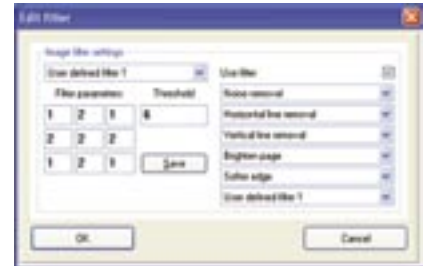 Edit filter
Image filter settings
User defined filter 1
Use filter
Filter parameters
Threshold
Noise removal
1 2 1
6
Horizontal line removal
2 2 2
Vertical line removal
1 2 1
Save
Brighten page
Softer edge
User defined filter 1
OK
Cancel